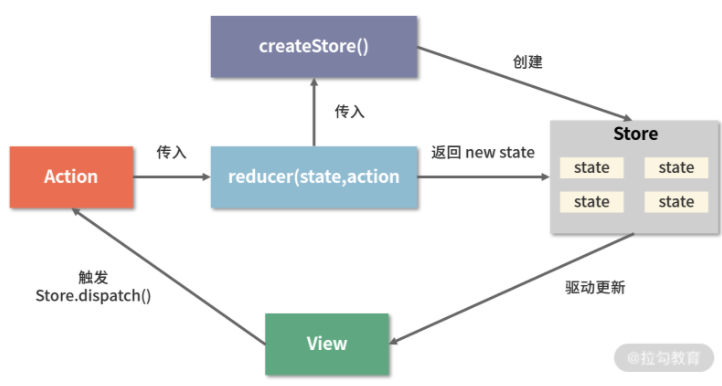 createStore()
创建
传入
Store
Action
传入
reducer(state,action
返回 new state
state
state
state
state
触发
Store.dispatch()
驱动更新
View
@拉勾教育